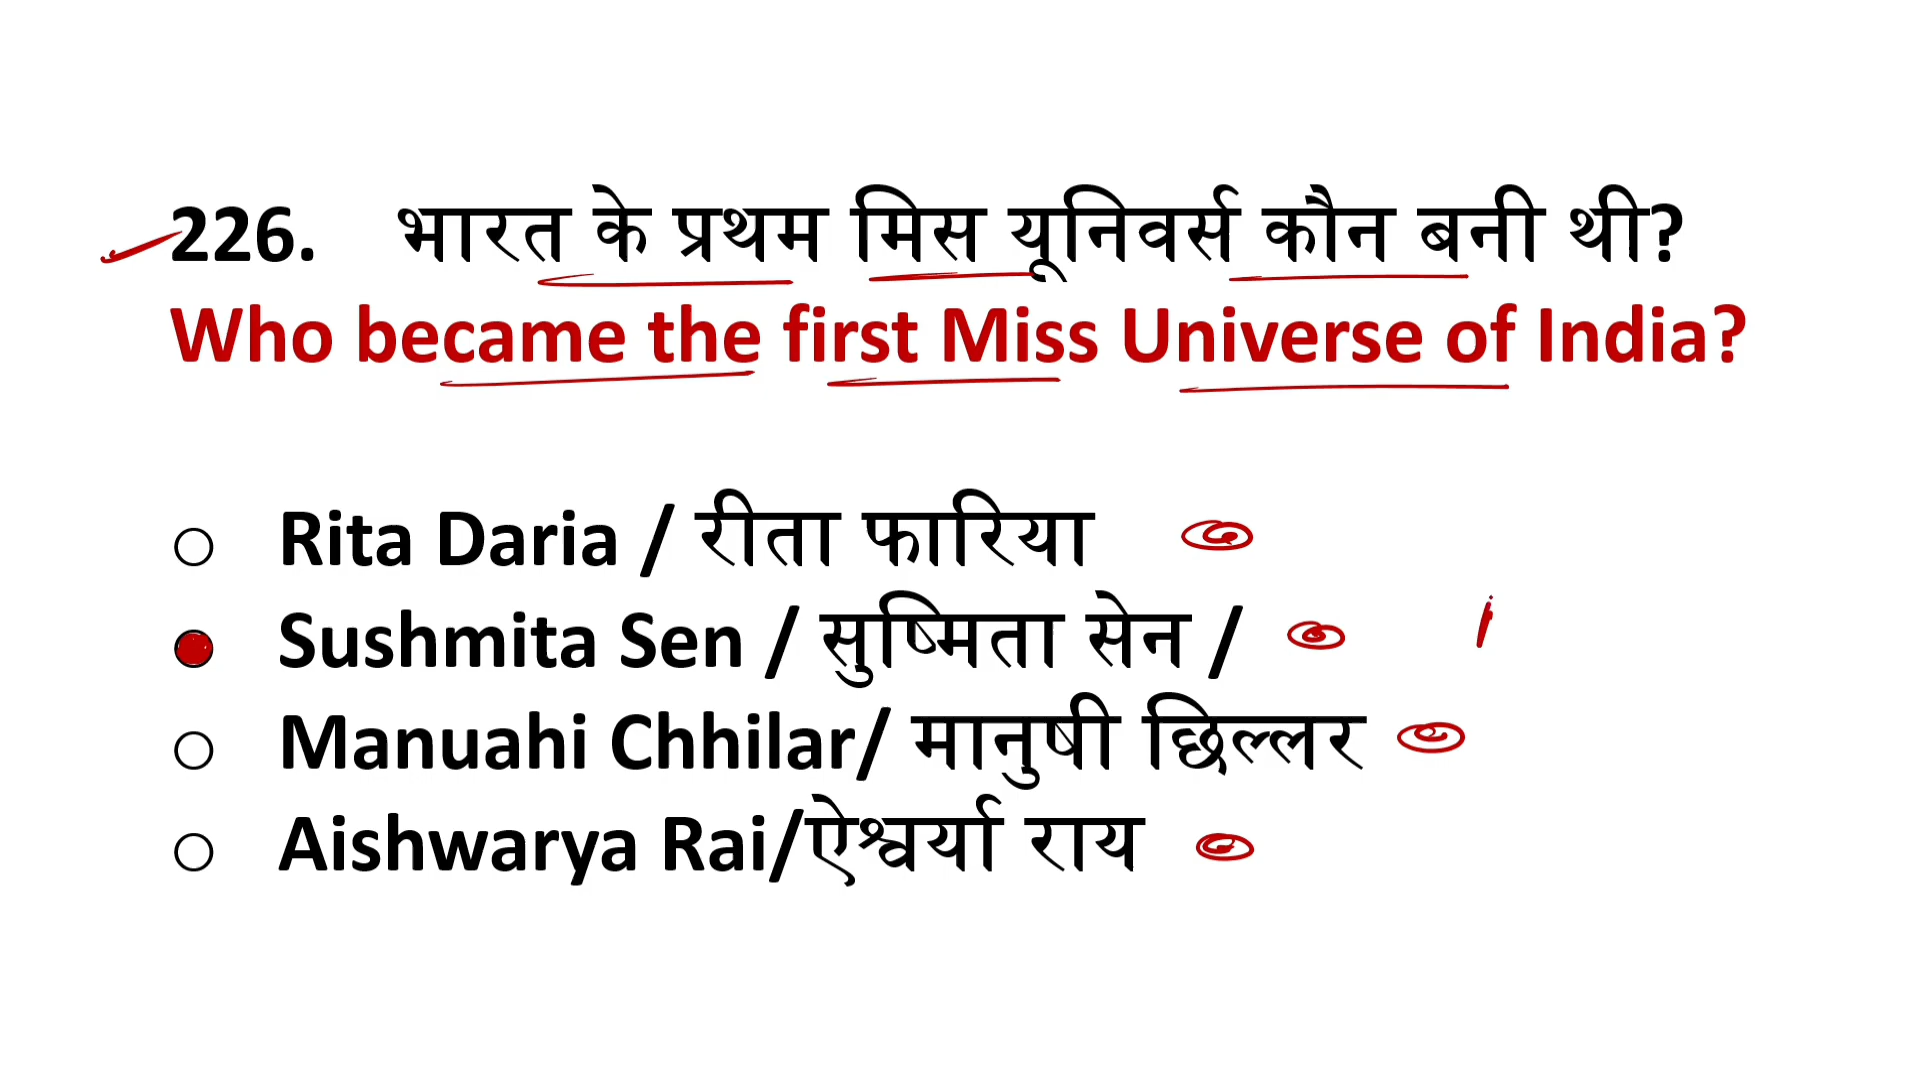 226. भारत के प्रथम मिस यूनिवर्स कौन बनी थी?
Who became the first Miss Universe of India?
Rita Daria / रीता फारिया
Sushmita Sen / सुष्मिता सेन /
Manuahi Chhilar/ मानुषी छिल्लर
Aishwarya Rai/ऐश्वर्या राय